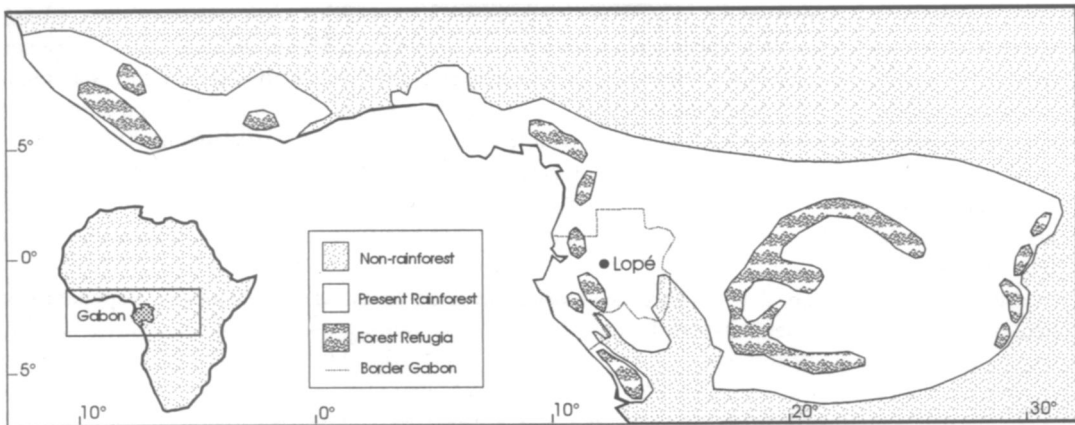 5°
0°
5°
10°
0°
10°
20°
30°
Lopé
Gabon
Non-rainforest
Present Rainforest
Forest Refugia
Border Gabon